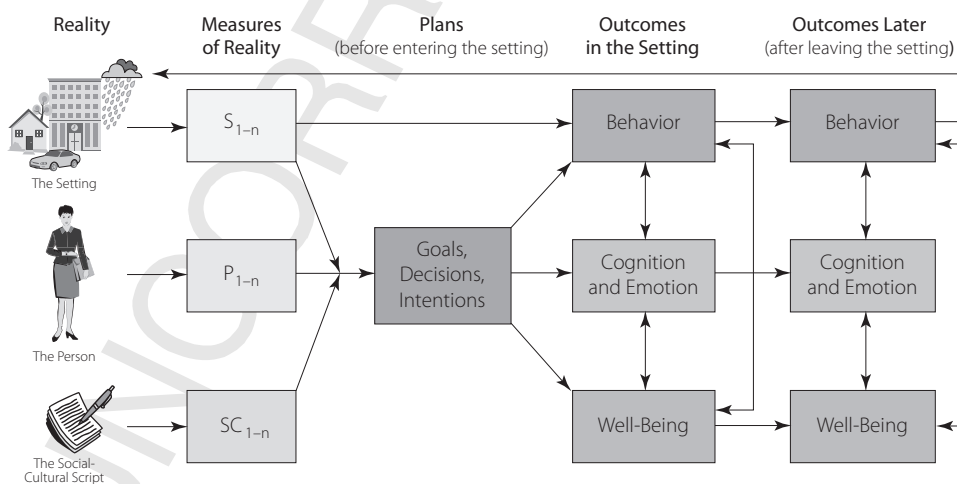 Reality
Measures
of Reality
Plans
(before entering the setting)
Outcomes
in the Setting
Outcomes Later
(after leaving the setting)
The Setting
S1–n
Behavior
Behavior
The Person
P1–n
Goals,
Decisions,
Intentions
Cognition
and Emotion
Cognition
and Emotion
The Social-
Cultural Script
SC 1–n
Well-Being
Well-Being